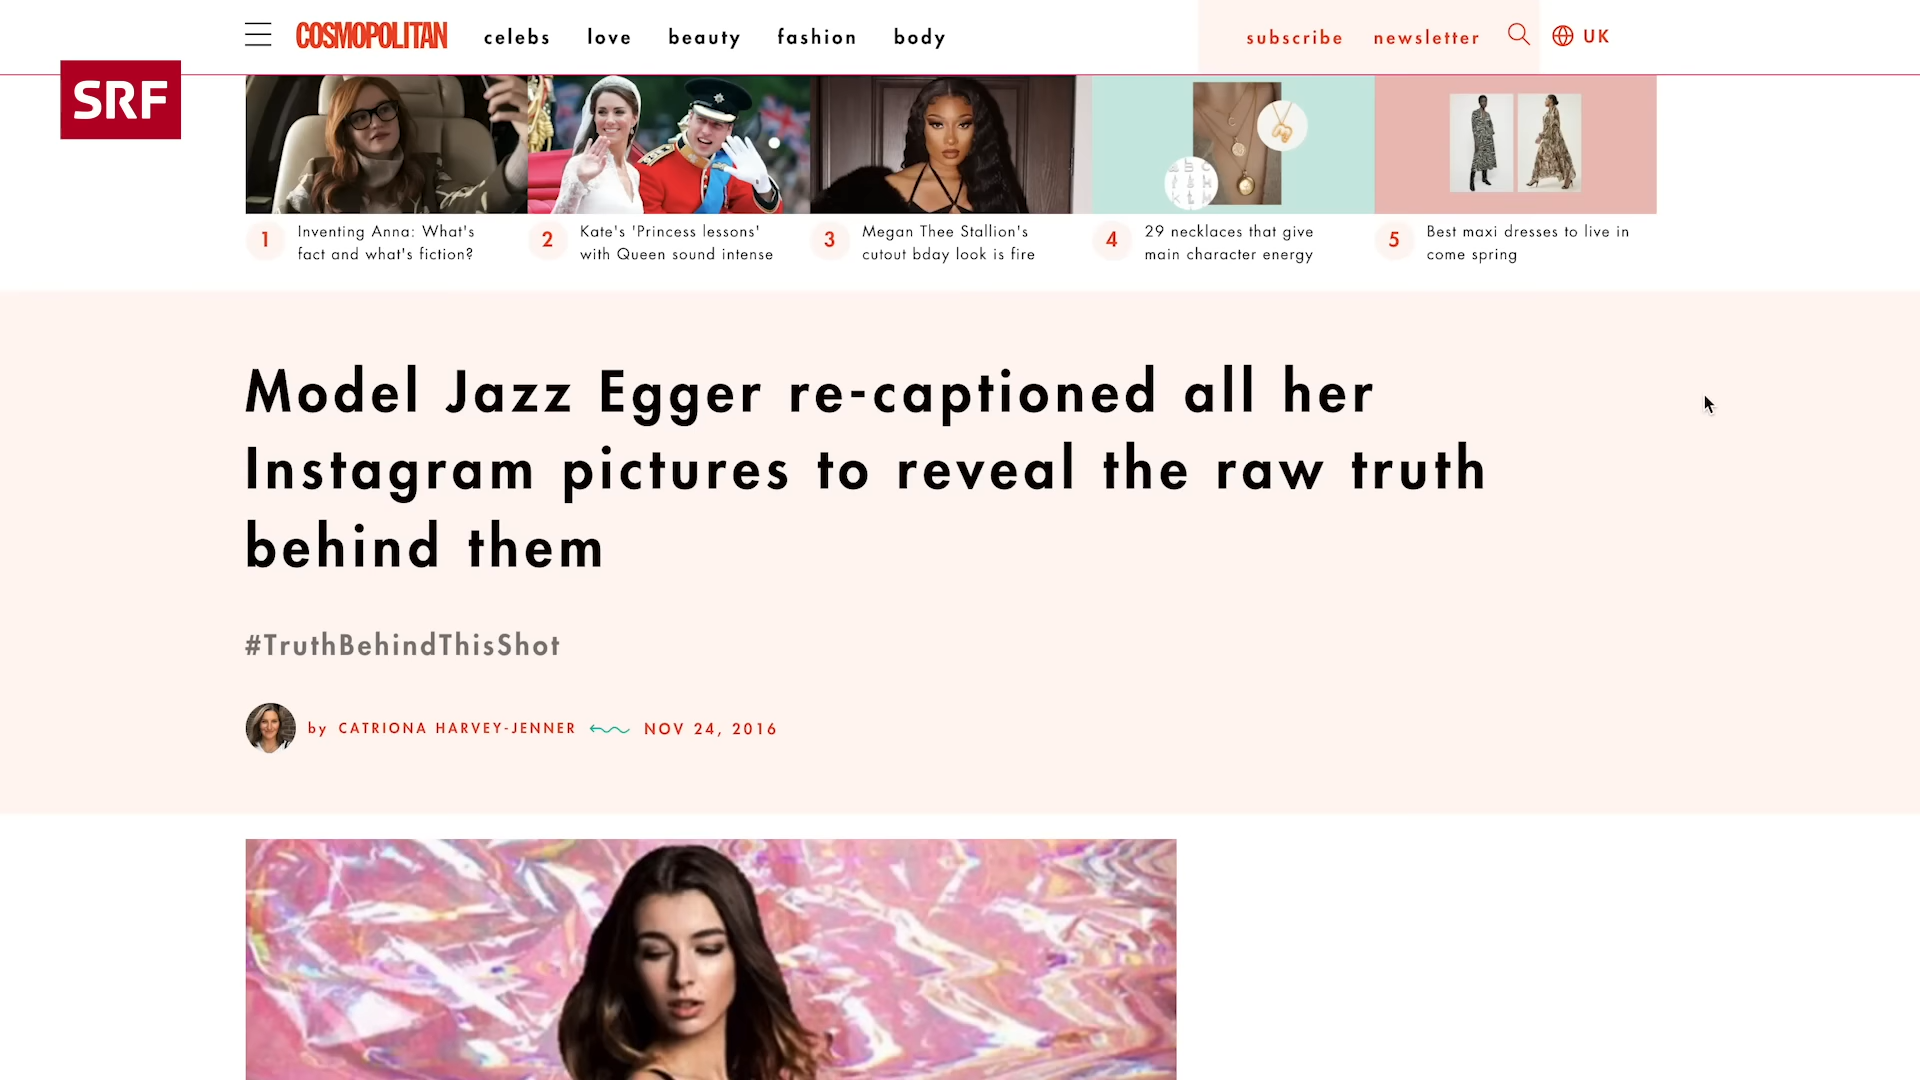 COSMOPOLITAN
celebs
love
beauty
fashion
body
subscribe
newsletter
UK
SRF
1
Inventing Anna: What's
fact and what's fiction?
2
Kate's 'Princess lessons'
with Queen sound intense
3
Megan Thee Stallion's
cutout bday look is fire
4
29 necklaces that give
main character energy
5
Best maxi dresses to live in
come spring
Model Jazz Egger re-captioned all her
Instagram pictures to reveal the raw truth
behind them
#TruthBehindThisShot
by CATRIONA HARVEY-JENNER
NOV 24, 2016